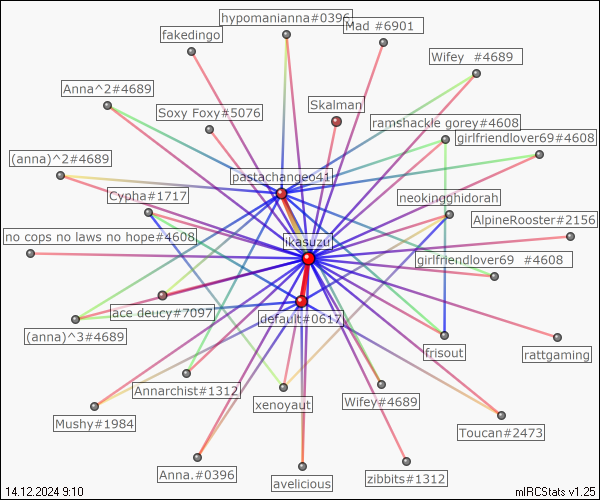 hypomanianna#0396
Mad #6901
fakedingo
Wifey #4689
Anna^2#4689
Skalman
Soxy Foxy#5076
ramshackle gorey#4608
girlfriendlover69#4608
(anna)^2#4689
pastachangeo41
Cypha#1717
neokingghidorah
AlpineRooster#2156
no cops no laws no hope#4608
ikasuzu
girlfriendlover69 #4608
ace deucy#7097
default#0617
(anna)^3#4689
frisout
rattgaming
Annarchist#1312
xenoyaut
Wifey#4689
Mushy#1984
Toucan#2473
Anna.#0396
avelicious
zibbits#1312
14.12.2024 9:10
mIRCStats v1.25